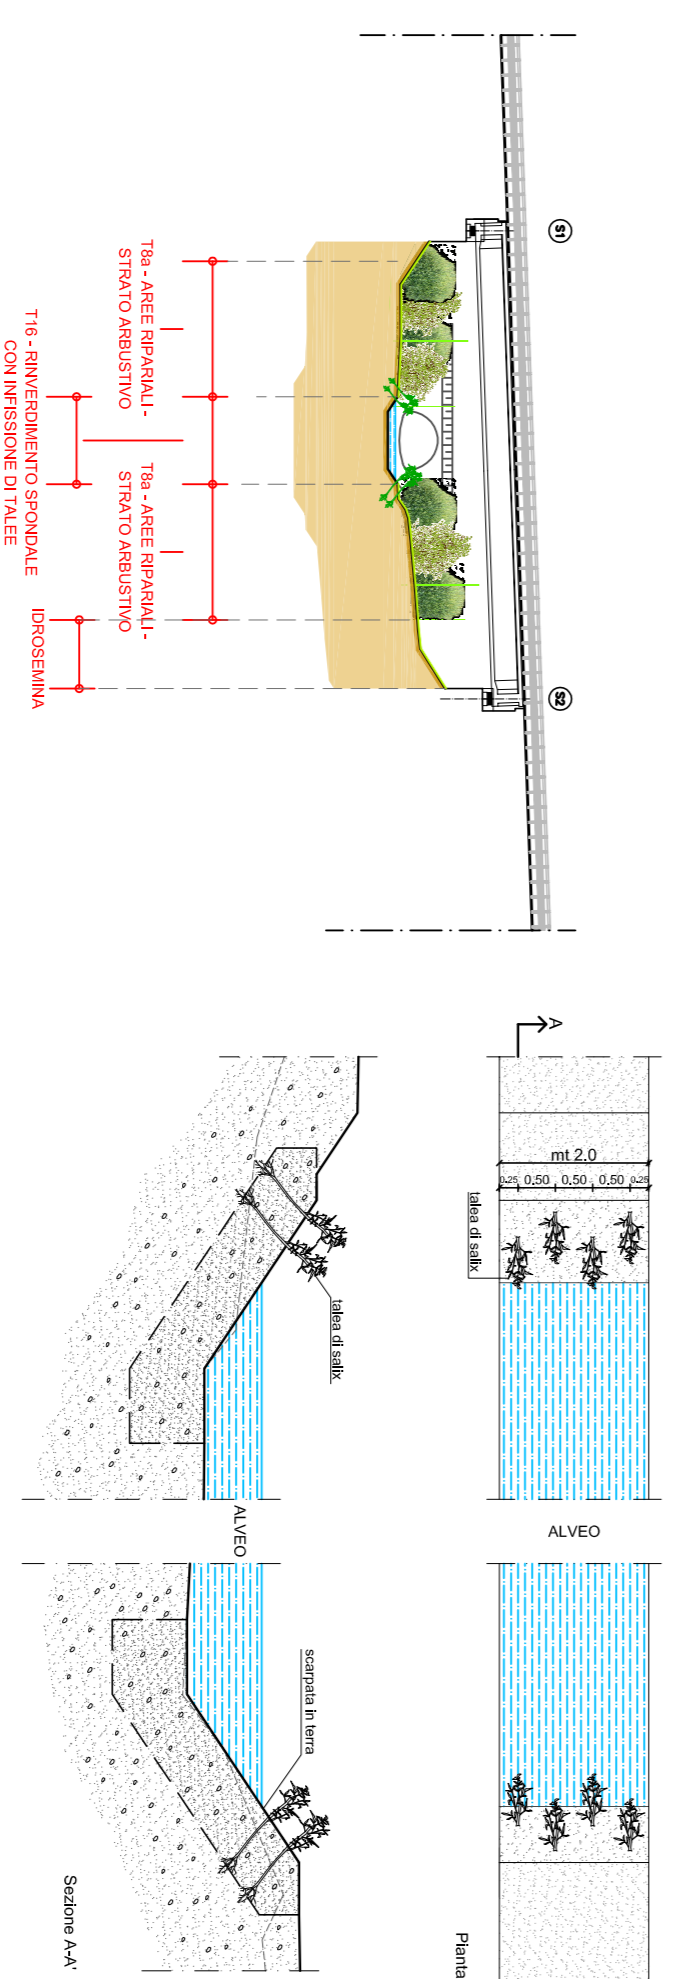 S1
S2
T8a - AREE RIPARIALI -
STRATO ARBUSTIVO
T8a - AREE RIPARIALI -
STRATO ARBUSTIVO
T16 - RINVERDIMENTO SPONDALE
CON INFISSIONE DI TALEE
IDROSEMINA
A
mt 2.0
0.25 0.50 0.50 0.50 0.25
talea di salix
ALVEO
Pianta
talea di salix
ALVEO
scarpata in terra
Sezione A-A'